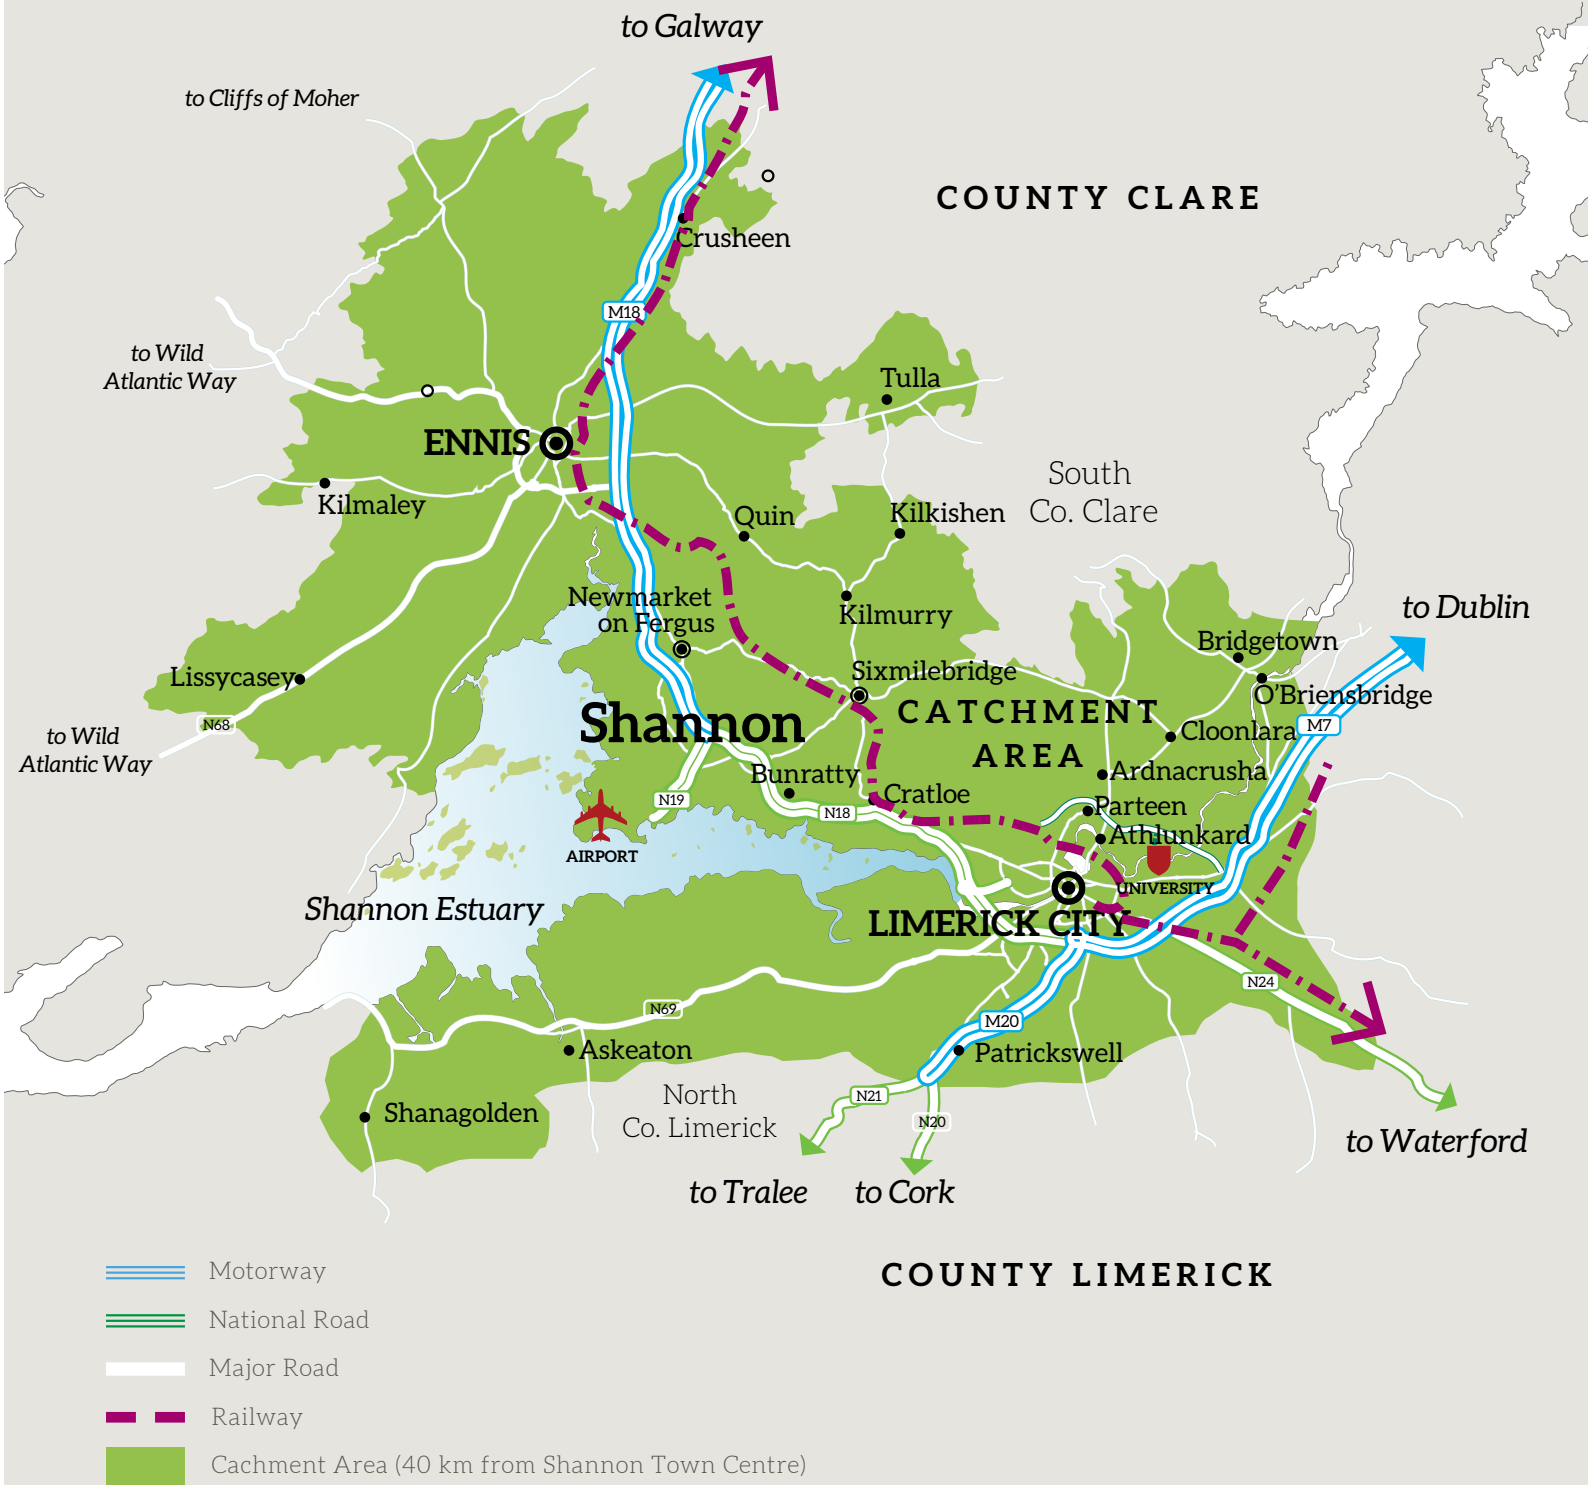 to Galway
to Cliffs of Moher
COUNTY CLARE
Crusheen
M18
to Wild
Atlantic Way
Tulla
ENNIS
South
Co. Clare
Kilmaley
Quin
Kilkishen
Newmarket
on Fergus
Kilmurry
to Dublin
Bridgetown
Lissycasey
Sixmilebridge
O'Briensbridge
N68
Shannon
CATCHMENT
AREA
M7
Cloonlara
to Wild
Atlantic Way
Bunratty
Ardnacrusha
N19
Cratloe
N18
Parteen
Athlunkard
AIRPORT
UNIVERSITY
Shannon Estuary
LIMERICK CITY
N24
N69
M20
Askeaton
Patrickswell
North
Co. Limerick
N21
Shanagolden
N20
to Waterford
to Tralee
to Cork
COUNTY LIMERICK
Motorway
National Road
Major Road
Railway
Cachment Area (40 km from Shannon Town Centre)